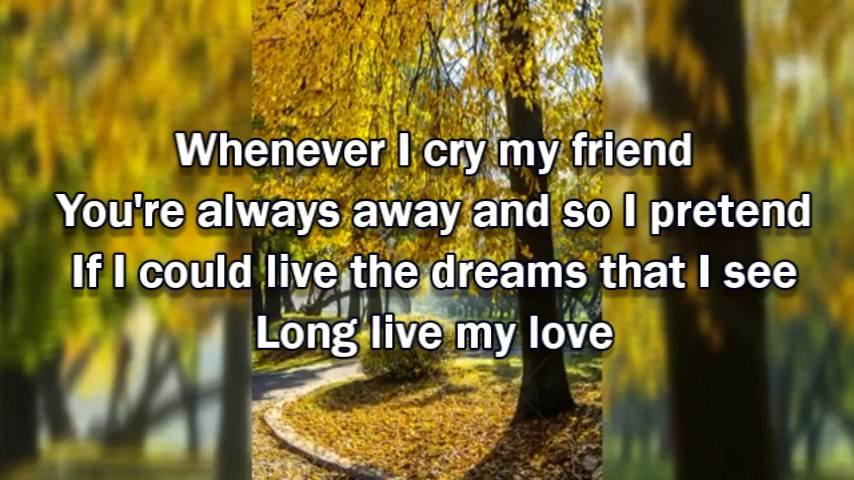 Whenever I cry my friend
You're always away and so I pretend
If I could live the dreams that I see
Long live my love